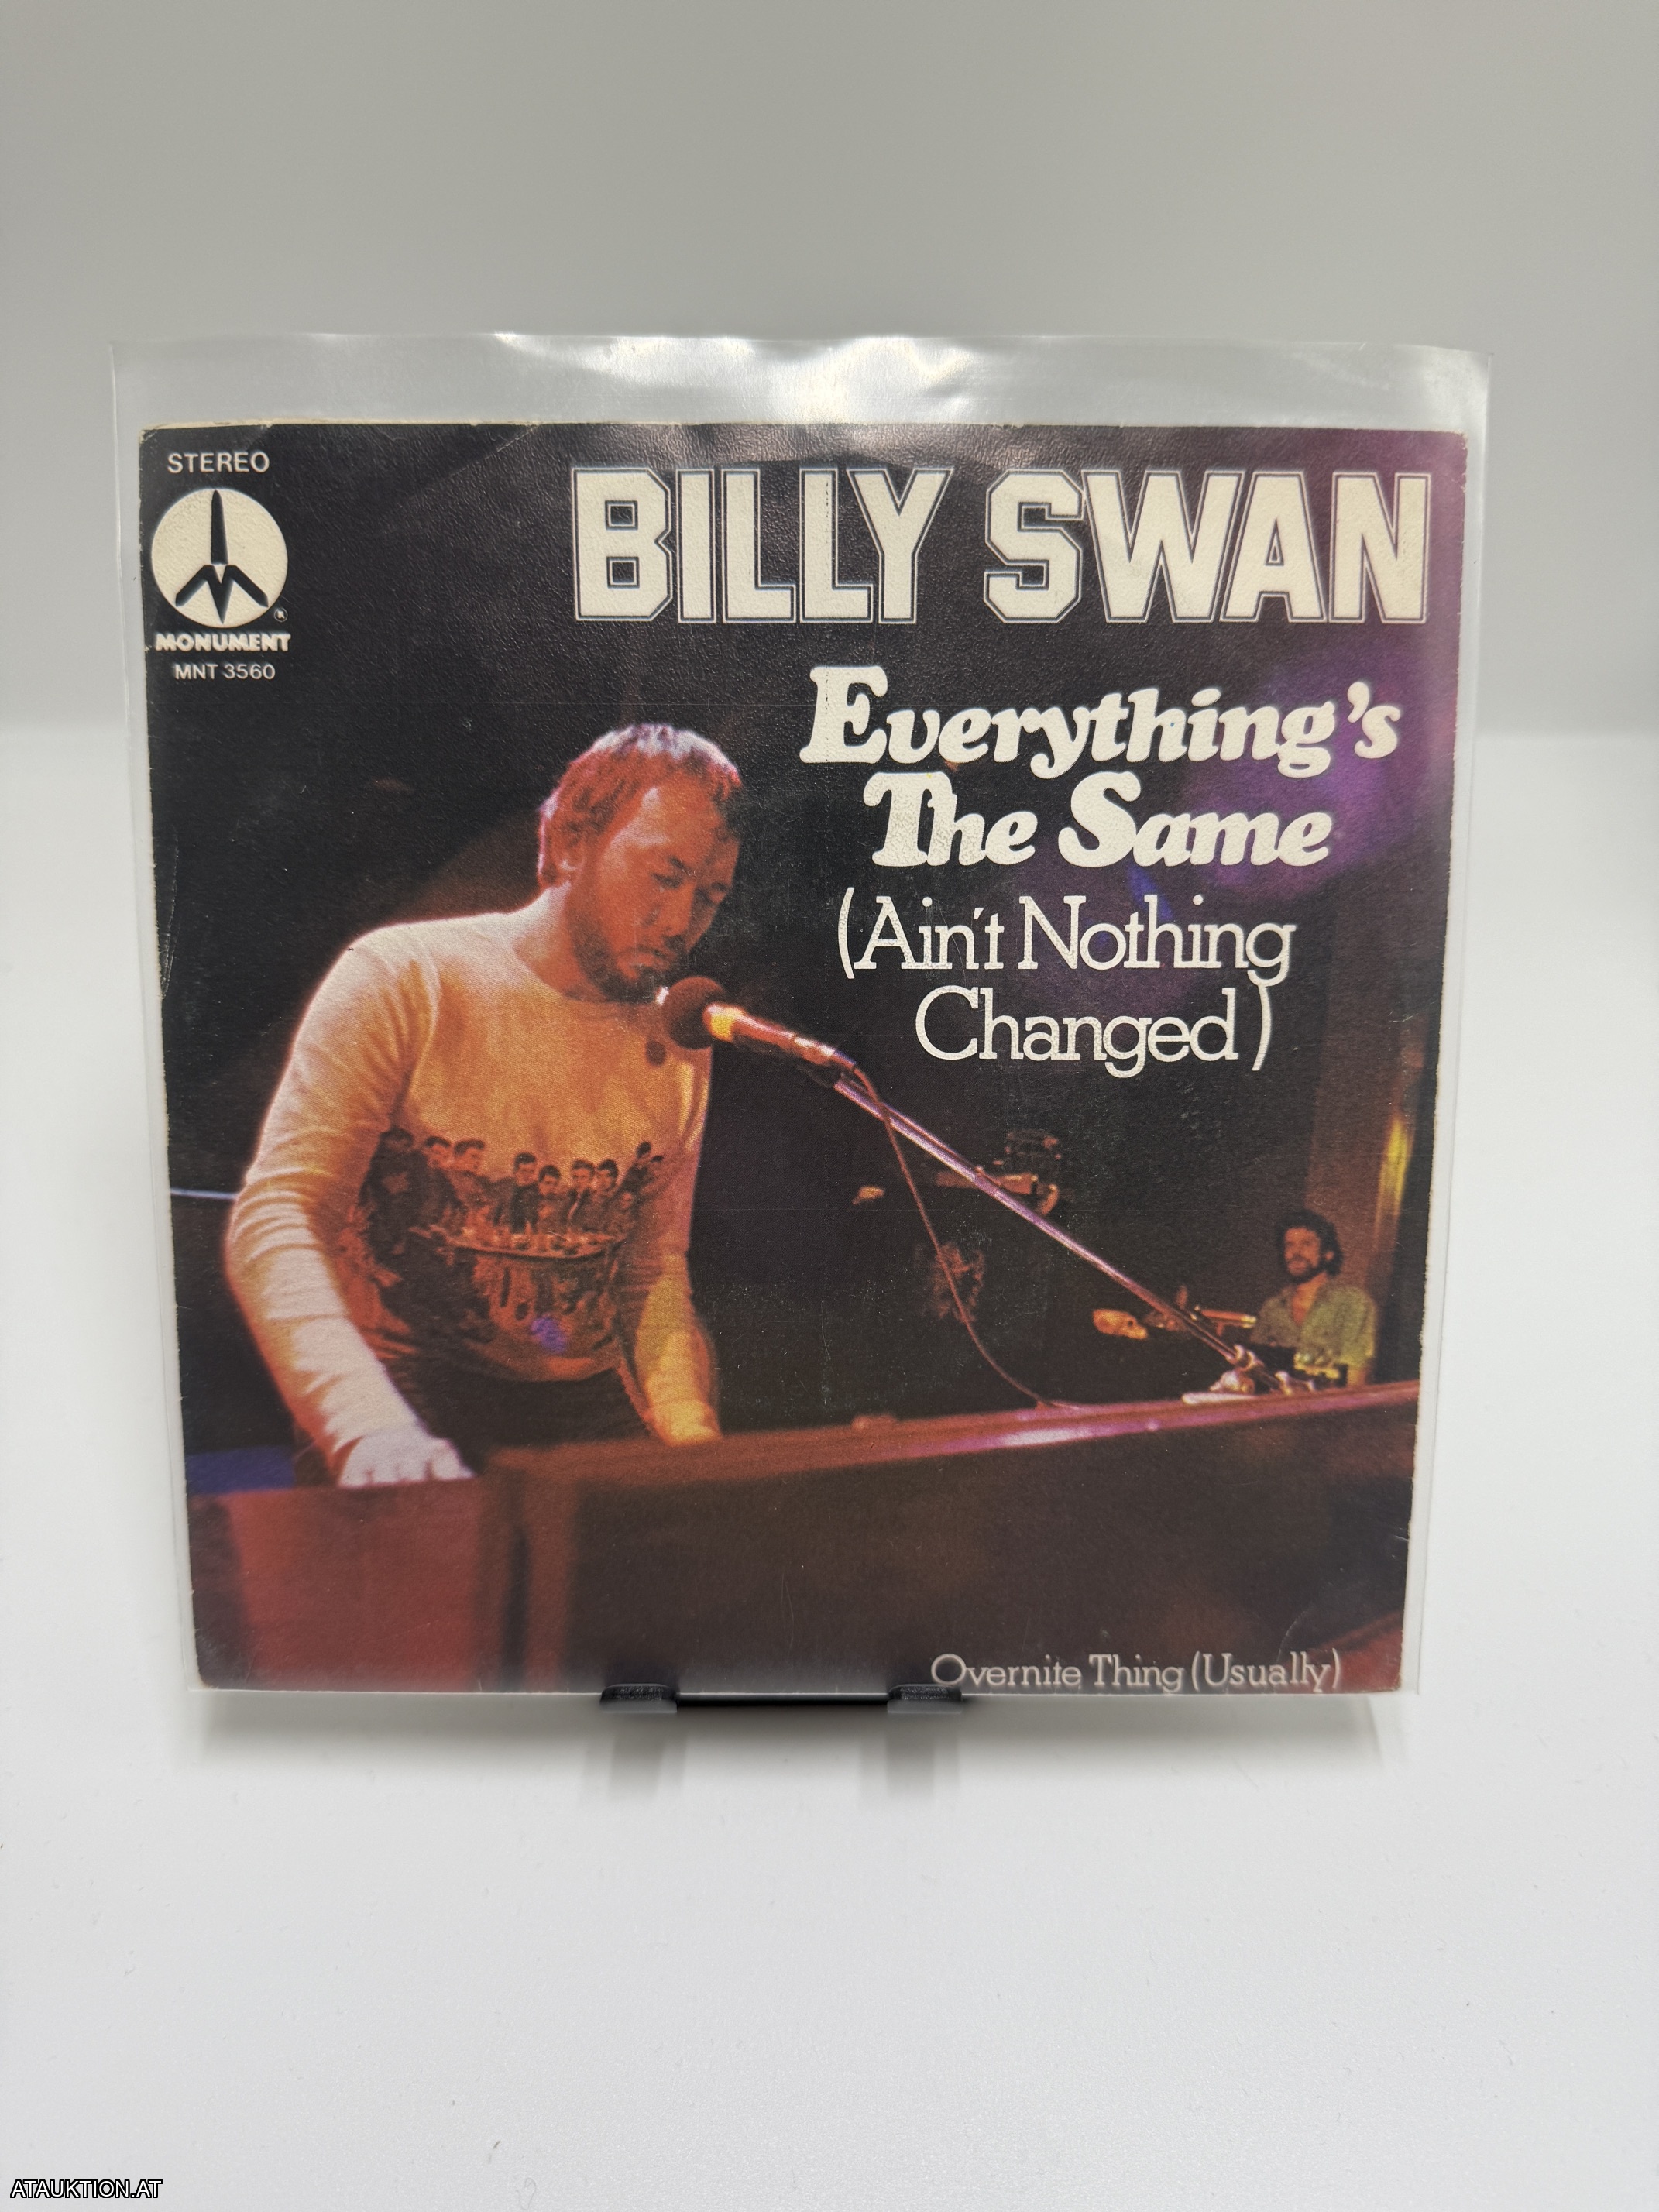 STEREO
MONUMENT
MNT 3560
BILLY SWAN
Everything's
The Same
(Ain't Nothing
Changed)
Overnite Thing (Usually)
ATAUKTION.AT